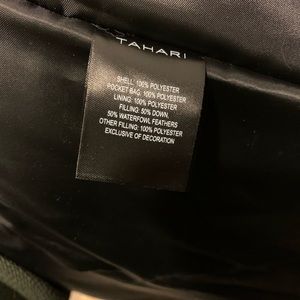 TAHARI
SHELL: 100% POLYESTER
POCKET BAG: 100% POLYESTER
LINING: 100% POLYESTER
FILLING: 50% DOWN,
50% WATERFOWL FEATHERS
OTHER FILLING: 100% POLYESTER
EXCLUSIVE OF DECORATION